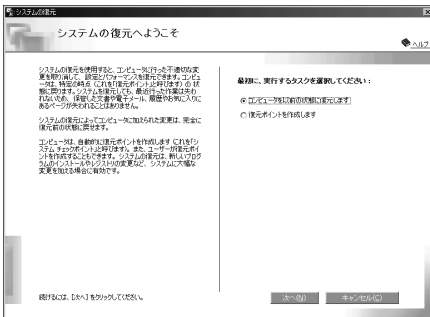 システムの復元
システムの復元へようこそ
ヘルプ
システムの復元を使用すると、コンピュータに行った不適切な変
更を取り消して、設定とパフォーマンスを復元できます。コンピュ
ータは、特定の時点 (これを「復元ポイント」と呼びます) の状
態に戻ります。システムを復元しても、最近行った作業は失わ
れないため、保管した文書や電子メール、履歴やお気に入りに
あるページが失われることはありません。
システムの復元によってコンピュータに加えられた変更は、完全に
復元前の状態に戻せます。
コンピュータは、自動的に復元ポイントを作成します (これを「シ
ステム チェックポイント」と呼びます)。また、ユーザーが復元ポイ
ントを作成することもできます。システムの復元は、新しいプログ
ラムのインストールやレジストリの変更など、システムに大幅な
変更を加える場合に有効です。
続けるには、[次へ] をクリックしてください。
最初に、実行するタスクを選択してください：
コンピュータを以前の状態に復元します
復元ポイントを作成します
次へ(N)
キャンセル(C)